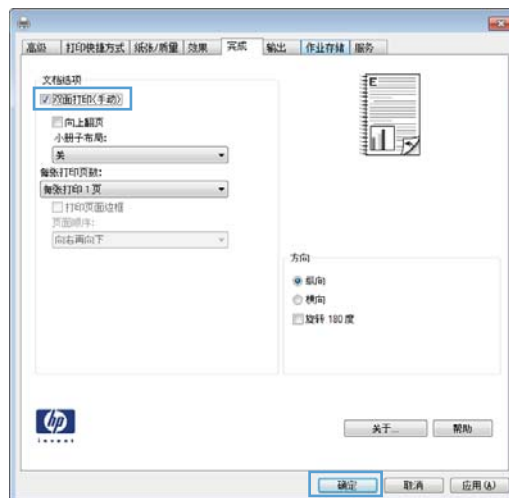 高级 打印快捷方式 纸张/质量 效果 完成 输出 作业存储 服务
文档选项
双面打印(手动)
向上翻页
小册子布局:
关
每张打印页数:
每张打印 1 页
打印页面边框
页面顺序:
向右再向下
E
方向
纵向
横向
旋转 180 度
hp
invent
关于... 帮助
确定 取消 应用(A)